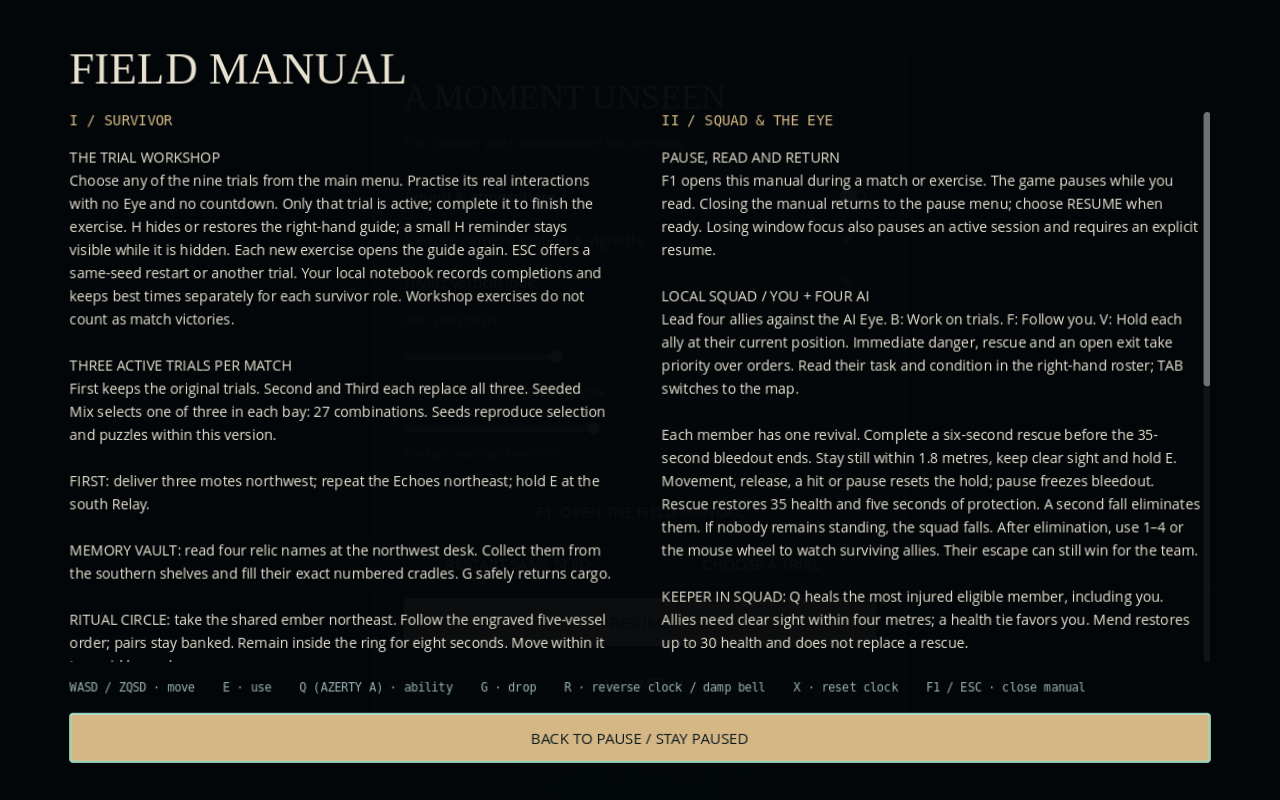 FIELD MANUAL
A MOMENT UNSEEN
I / SURVIVOR
THE TRIAL WORKSHOP
Choose any of the nine trials from the main menu. Practise its real interactions
with no Eye and no countdown. Only that trial is active; complete it to finish the
exercise. H hides or restores the right-hand guide; a small H reminder stays
visible while it is hidden. Each new exercise opens the guide again. ESC offers a
same-seed restart or another trial. Your local notebook records completions and
keeps best times separately for each survivor role. Workshop exercises do not
count as match victories.
THREE ACTIVE TRIALS PER MATCH
First keeps the original trials. Second and Third each replace all three. Seeded
Mix selects one of three in each bay: 27 combinations. Seeds reproduce selection
and puzzles within this version.
FIRST: deliver three motes northwest; repeat the Echoes northeast; hold E at the
south Relay.
MEMORY VAULT: read four relic names at the northwest desk. Collect them from
the southern shelves and fill their exact numbered cradles. G safely returns cargo.
RITUAL CIRCLE: take the shared ember northeast. Follow the engraved five-vessel
order; pairs stay banked. Remain inside the ring for eight seconds. Move within it
II / SQUAD & THE EYE
PAUSE, READ AND RETURN
F1 opens this manual during a match or exercise. The game pauses while you
read. Closing the manual returns to the pause menu; choose RESUME when
ready. Losing window focus also pauses an active session and requires an explicit
resume.
LOCAL SQUAD / YOU + FOUR AI
Lead four allies against the AI Eye. B: Work on trials. F: Follow you. V: Hold each
ally at their current position. Immediate danger, rescue and an open exit take
priority over orders. Read their task and condition in the right-hand roster; TAB
switches to the map.
Each member has one revival. Complete a six-second rescue before the 35-
second bleedout ends. Stay still within 1.8 metres, keep clear sight and hold E.
Movement, release, a hit or pause resets the hold; pause freezes bleedout.
Rescue restores 35 health and five seconds of protection. A second fall eliminates
them. If nobody remains standing, the squad falls. After elimination, use 1–4 or
the mouse wheel to watch surviving allies. Their escape can still win for the team.
KEEPER IN SQUAD: Q heals the most injured eligible member, including you.
Allies need clear sight within four metres; a health tie favors you. Mend restores
up to 30 health and does not replace a rescue.
WASD / ZQSD · move E · use Q (AZERTY A) · ability G · drop R · reverse clock / damp bell X · reset clock F1 / ESC · close manual
BACK TO PAUSE / STAY PAUSED